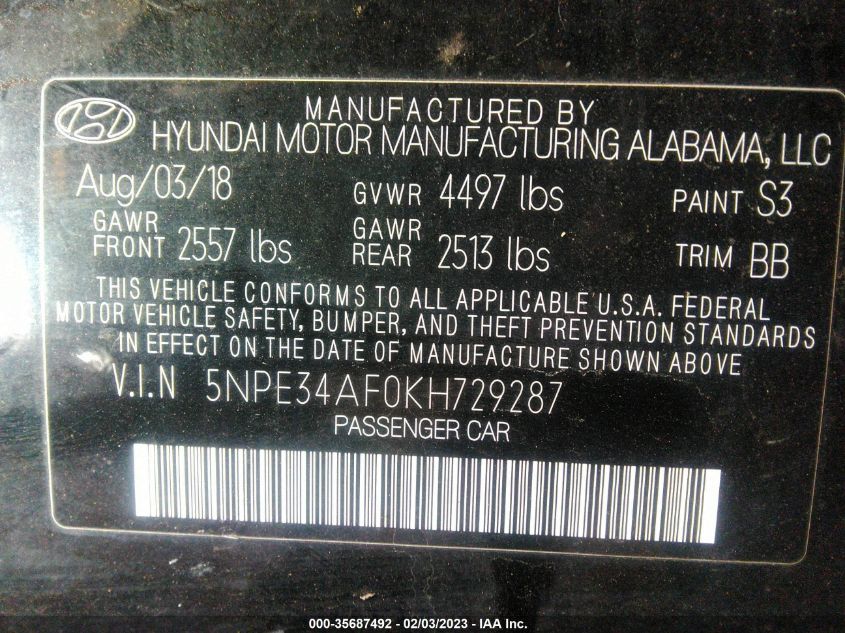 MANUFACTURED BY
HYUNDAI MOTOR MANUFACTURING ALABAMA, LLC
Aug/03/18 GVWR 4497 lbs PAINT S3
GAWR FRONT 2557 lbs GAWR REAR 2513 lbs TRIM BB
THIS VEHICLE CONFORMS TO ALL APPLICABLE U.S.A. FEDERAL
MOTOR VEHICLE SAFETY, BUMPER, AND THEFT PREVENTION STANDARDS
IN EFFECT ON THE DATE OF MANUFACTURE SHOWN ABOVE
V.I.N 5NPE34AF0KH729287
PASSENGER CAR
000-35687492 - 02/03/2023 - IAA Inc.